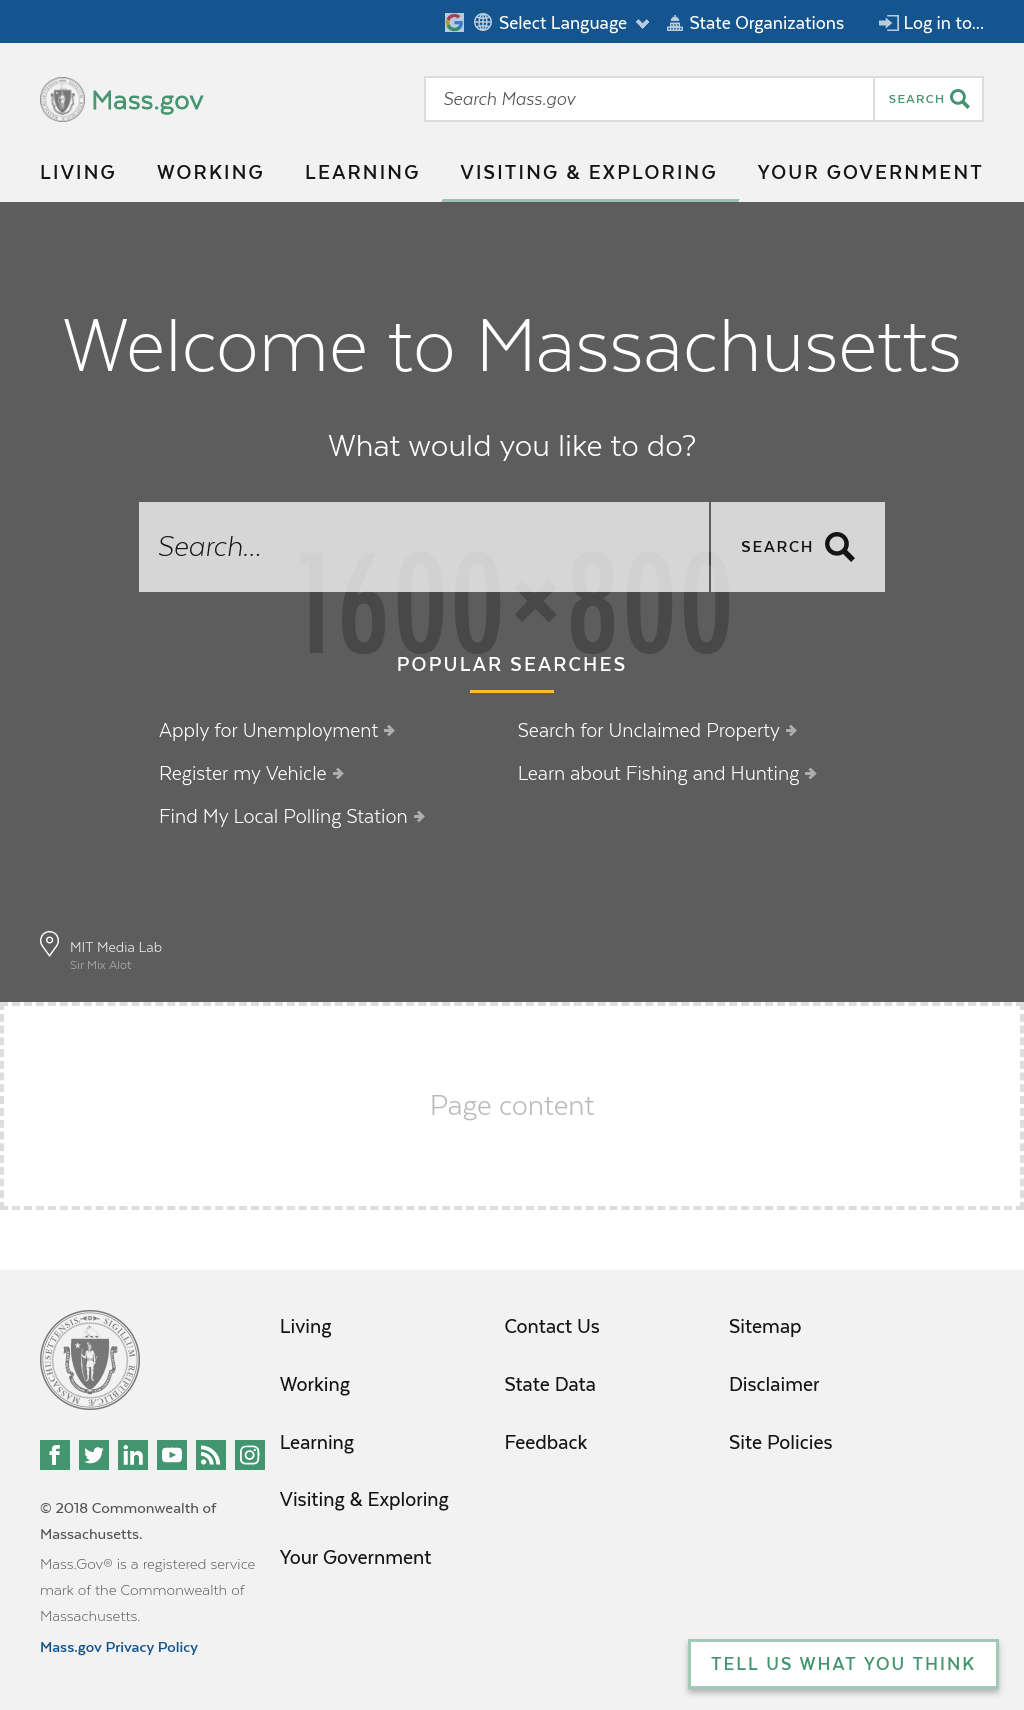 Select Language
State Organizations
Log in to...
Mass.gov
Search Mass.gov
SEARCH
LIVING
WORKING
LEARNING
VISITING & EXPLORING
YOUR GOVERNMENT
Welcome to Massachusetts
What would you like to do?
Search...
SEARCH
1600×800
POPULAR SEARCHES
Apply for Unemployment
Search for Unclaimed Property
Register my Vehicle
Learn about Fishing and Hunting
Find My Local Polling Station
MIT Media Lab
Sir Mix Alot
Page content
Living
Contact Us
Sitemap
Working
State Data
Disclaimer
Learning
Feedback
Site Policies
Visiting & Exploring
Your Government
© 2018 Commonwealth of
Massachusetts.
Mass.Gov® is a registered service
mark of the Commonwealth of
Massachusetts.
Mass.gov Privacy Policy
TELL US WHAT YOU THINK